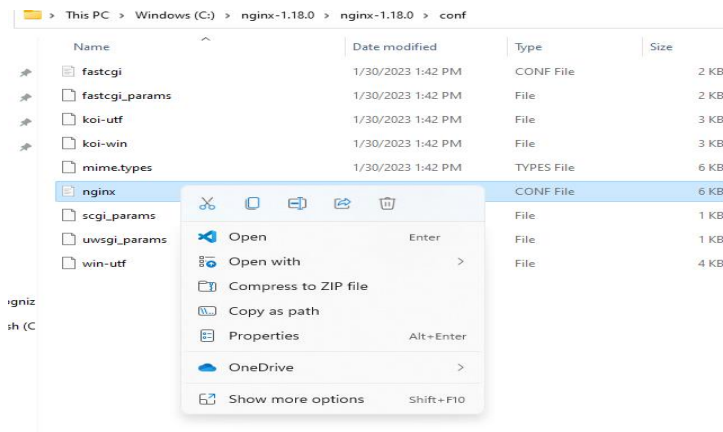 This PC > Windows (C:) > nginx-1.18.0 > nginx-1.18.0 > conf
Name Date modified Type Size
fastcgi 1/30/2023 1:42 PM CONF File 2 KB
fastcgi_params 1/30/2023 1:42 PM File 2 KB
koi-utf 1/30/2023 1:42 PM File 3 KB
koi-win 1/30/2023 1:42 PM File 3 KB
mime.types 1/30/2023 1:42 PM TYPES File 6 KB
nginx CONF File 6 KB
scgi_params File 1 KB
uwsgi_params File 1 KB
win-utf File 4 KB
Open Enter
Open with >
Compress to ZIP file
Copy as path
Properties Alt+Enter
OneDrive >
Show more options Shift+F10
ogniz
sh (C